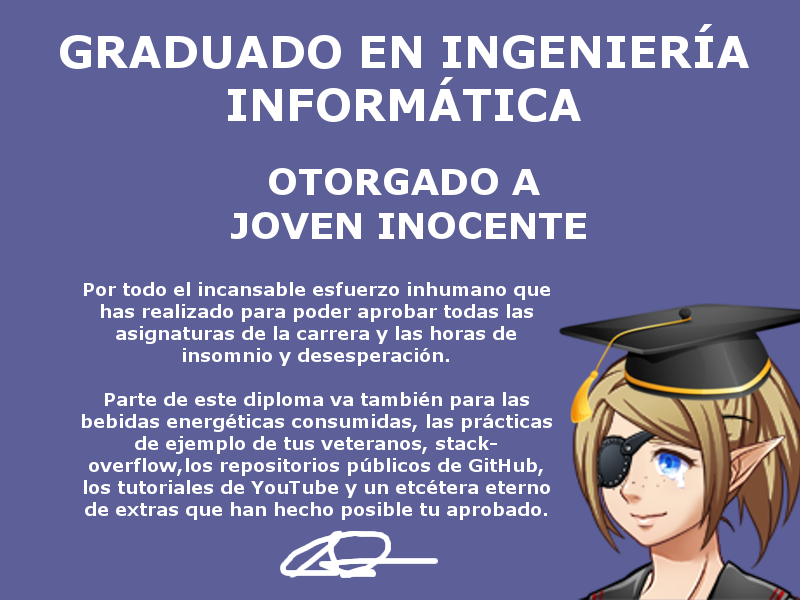 GRADUADO EN INGENIERÍA
INFORMÁTICA
OTORGADO A
JOVEN INOCENTE
Por todo el incansable esfuerzo inhumano que
has realizado para poder aprobar todas las
asignaturas de la carrera y las horas de
insomnio y desesperación.
Parte de este diploma va también para las
bebidas energéticas consumidas, las prácticas
de ejemplo de tus veteranos, stack-
overflow,los repositorios públicos de GitHub,
los tutoriales de YouTube y un etcétera eterno
de extras que han hecho posible tu aprobado.